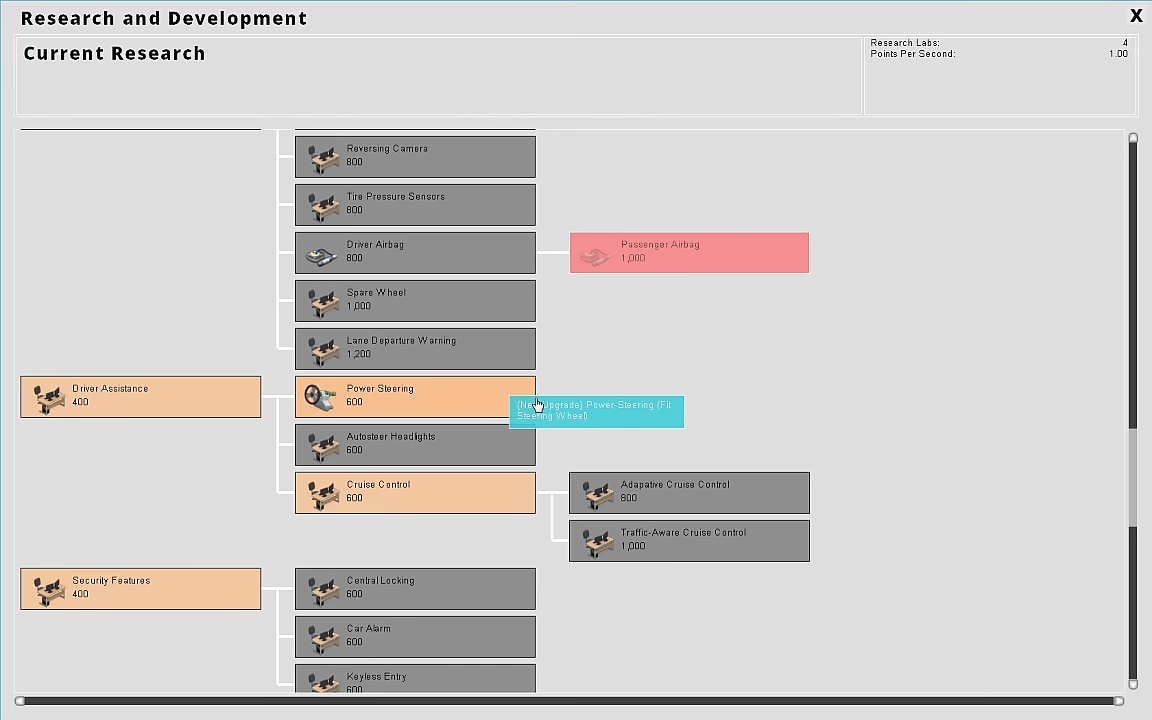 Research and Development
X
Current Research
Research Labs: 4
Points Per Second: 1.00
Reversing Camera
800
Tire Pressure Sensors
800
Driver Airbag
800
Passenger Airbag
1,000
Spare Wheel
1,000
Lane Departure Warning
1,200
Driver Assistance
400
Power Steering
600
(New Upgrade) Power-Steering (Fit
Steering Wheel)
Autosteer Headlights
600
Cruise Control
600
Adapative Cruise Control
800
Traffic-Aware Cruise Control
1,000
Security Features
400
Central Locking
600
Car Alarm
600
Keyless Entry
600